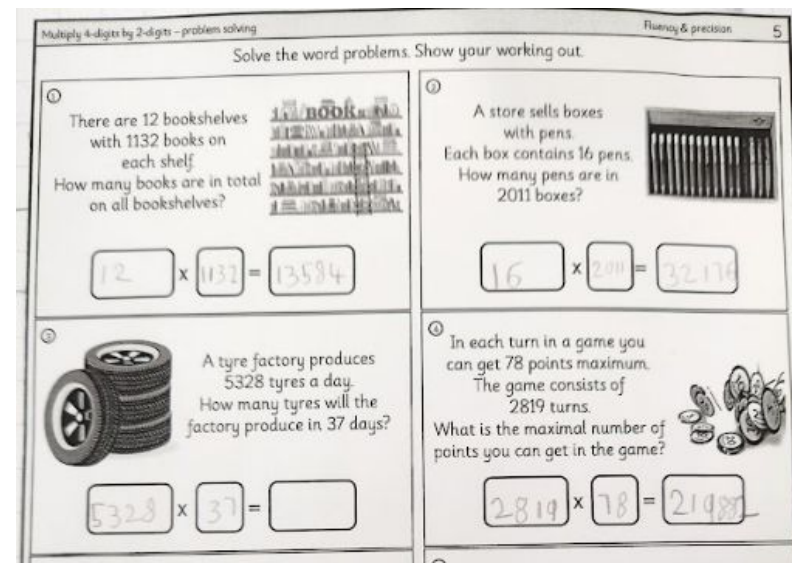 Multiply 4-digits by 2-digits – problem solving
Fluency & precision
5
Solve the word problems. Show your working out.
1
There are 12 bookshelves
with 1132 books on
each shelf.
How many books are in total
on all bookshelves?
BOOK
12 x 1132 = 13584
2
A store sells boxes
with pens.
Each box contains 16 pens.
How many pens are in
2011 boxes?
16 x 2011 = 32176
3
A tyre factory produces
5328 tyres a day.
How many tyres will the
factory produce in 37 days?
5328 x 37 =
4
In each turn in a game you
can get 78 points maximum.
The game consists of
2819 turns.
What is the maximal number of
points you can get in the game?
2819 x 78 = 219882